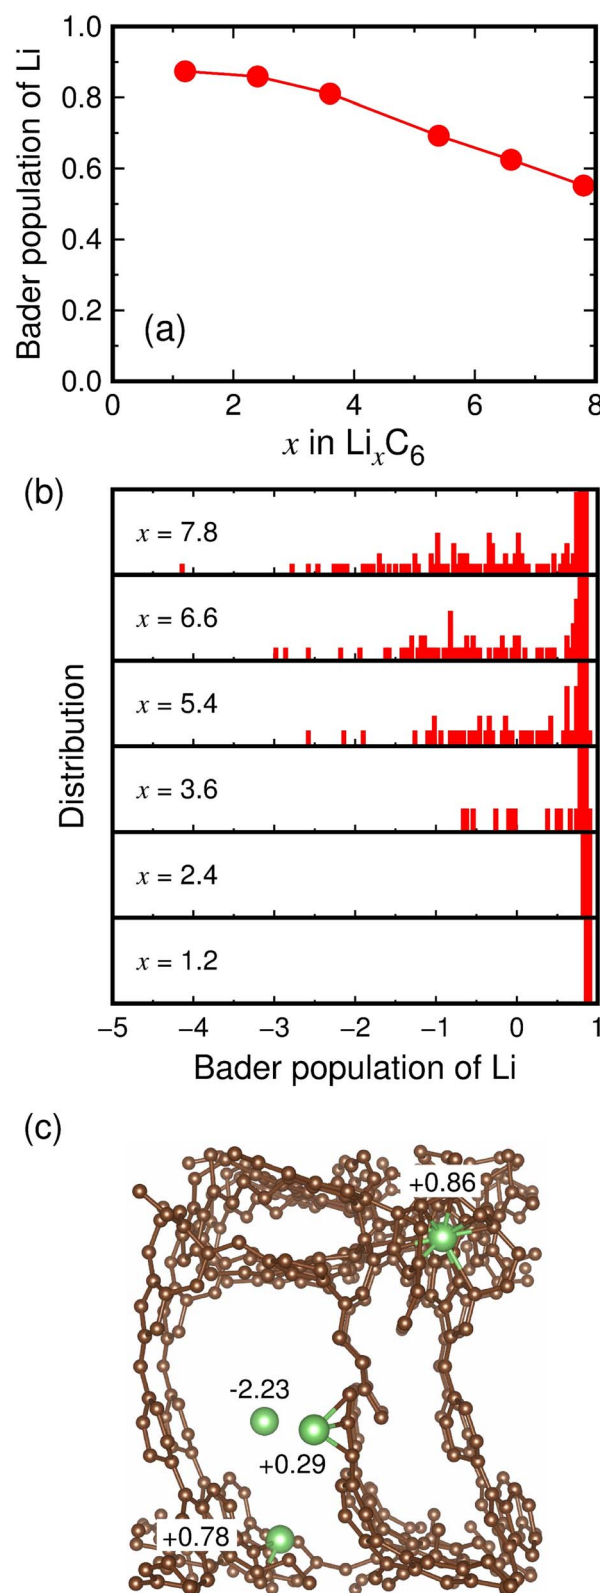 1.0
0.8
0.6
0.4
0.2
0.0
Bader population of Li
(a)
0 2 4 6 8
x in LiₓC₆
(b)
x = 7.8
x = 6.6
x = 5.4
x = 3.6
x = 2.4
x = 1.2
Distribution
−5 −4 −3 −2 −1 0 1
Bader population of Li
(c)
+0.86
-2.23
+0.29
+0.78